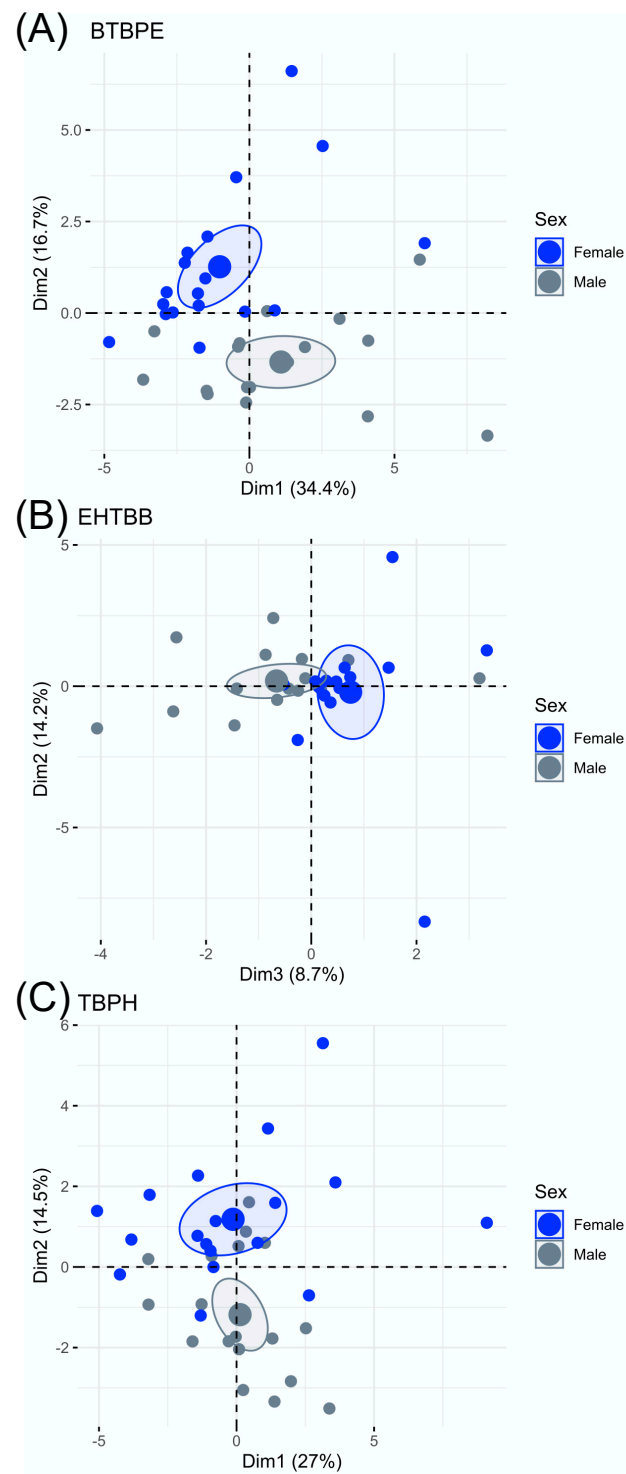 (A) BTBPE
5.0
2.5
0.0
-2.5
Dim2 (16.7%)
-5 0 5
Dim1 (34.4%)
Sex
Female
Male
(B) EHTBB
5
0
-5
Dim2 (14.2%)
-4 -2 0 2
Dim3 (8.7%)
Sex
Female
Male
(C) TBPH
6
4
2
0
-2
Dim2 (14.5%)
-5 0 5
Dim1 (27%)
Sex
Female
Male